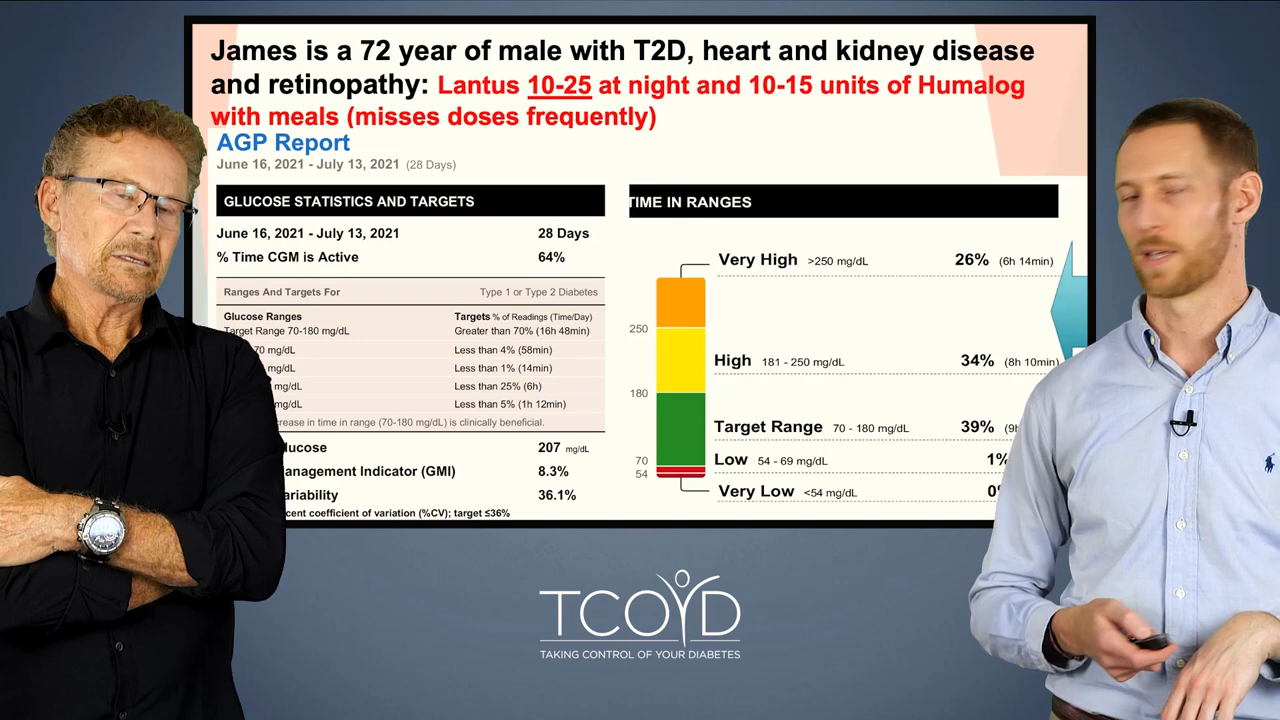 James is a 72 year of male with T2D, heart and kidney disease
and retinopathy: Lantus 10-25 at night and 10-15 units of Humalog
with meals (misses doses frequently)
AGP Report
June 16, 2021 - July 13, 2021 (28 Days)
GLUCOSE STATISTICS AND TARGETS
June 16, 2021 - July 13, 2021 28 Days
% Time CGM is Active 64%
Ranges And Targets For Type 1 or Type 2 Diabetes
Glucose Ranges Targets % of Readings (Time/Day)
Target Range 70-180 mg/dL Greater than 70% (16h 48min)
70 mg/dL Less than 4% (58min)
mg/dL Less than 1% (14min)
mg/dL Less than 25% (6h)
mg/dL Less than 5% (1h 12min)
in time in range (70-180 mg/dL) is clinically beneficial.
207 mg/dL
Indicator (GMI) 8.3%
36.1%
coefficient of variation (%CV); target ≤36%
TIME IN RANGES
Very High >250 mg/dL 26% (6h 14min)
250
High 181 - 250 mg/dL 34% (8h 10min)
180
Target Range 70 - 180 mg/dL 39%
70
Low 54 - 69 mg/dL 1%
54
Very Low <54 mg/dL
TCOYD
TAKING CONTROL OF YOUR DIABETES